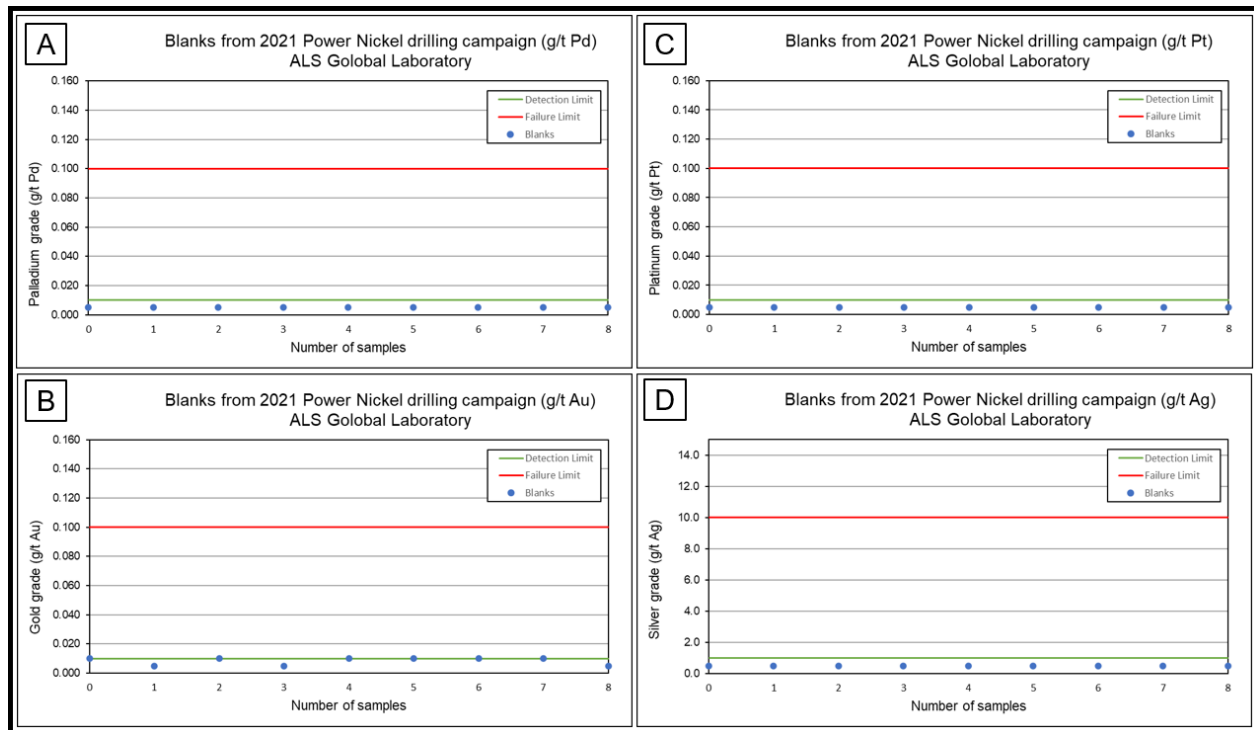 A
Blanks from 2021 Power Nickel drilling campaign (g/t Pd)
ALS Golobal Laboratory
Detection Limit
Failure Limit
Blanks
Palladium grade (g/t Pd)
0.160
0.140
0.120
0.100
0.080
0.060
0.040
0.020
0.000
0 1 2 3 4 5 6 7 8
Number of samples
C
Blanks from 2021 Power Nickel drilling campaign (g/t Pt)
ALS Golobal Laboratory
Detection Limit
Failure Limit
Blanks
Platinum grade (g/t Pt)
0.160
0.140
0.120
0.100
0.080
0.060
0.040
0.020
0.000
0 1 2 3 4 5 6 7 8
Number of samples
B
Blanks from 2021 Power Nickel drilling campaign (g/t Au)
ALS Golobal Laboratory
Detection Limit
Failure Limit
Blanks
Gold grade (g/t Au)
0.160
0.140
0.120
0.100
0.080
0.060
0.040
0.020
0.000
0 1 2 3 4 5 6 7 8
Number of samples
D
Blanks from 2021 Power Nickel drilling campaign (g/t Ag)
ALS Golobal Laboratory
Detection Limit
Failure Limit
Blanks
Silver grade (g/t Ag)
14.0
12.0
10.0
8.0
6.0
4.0
2.0
0.0
0 1 2 3 4 5 6 7 8
Number of samples